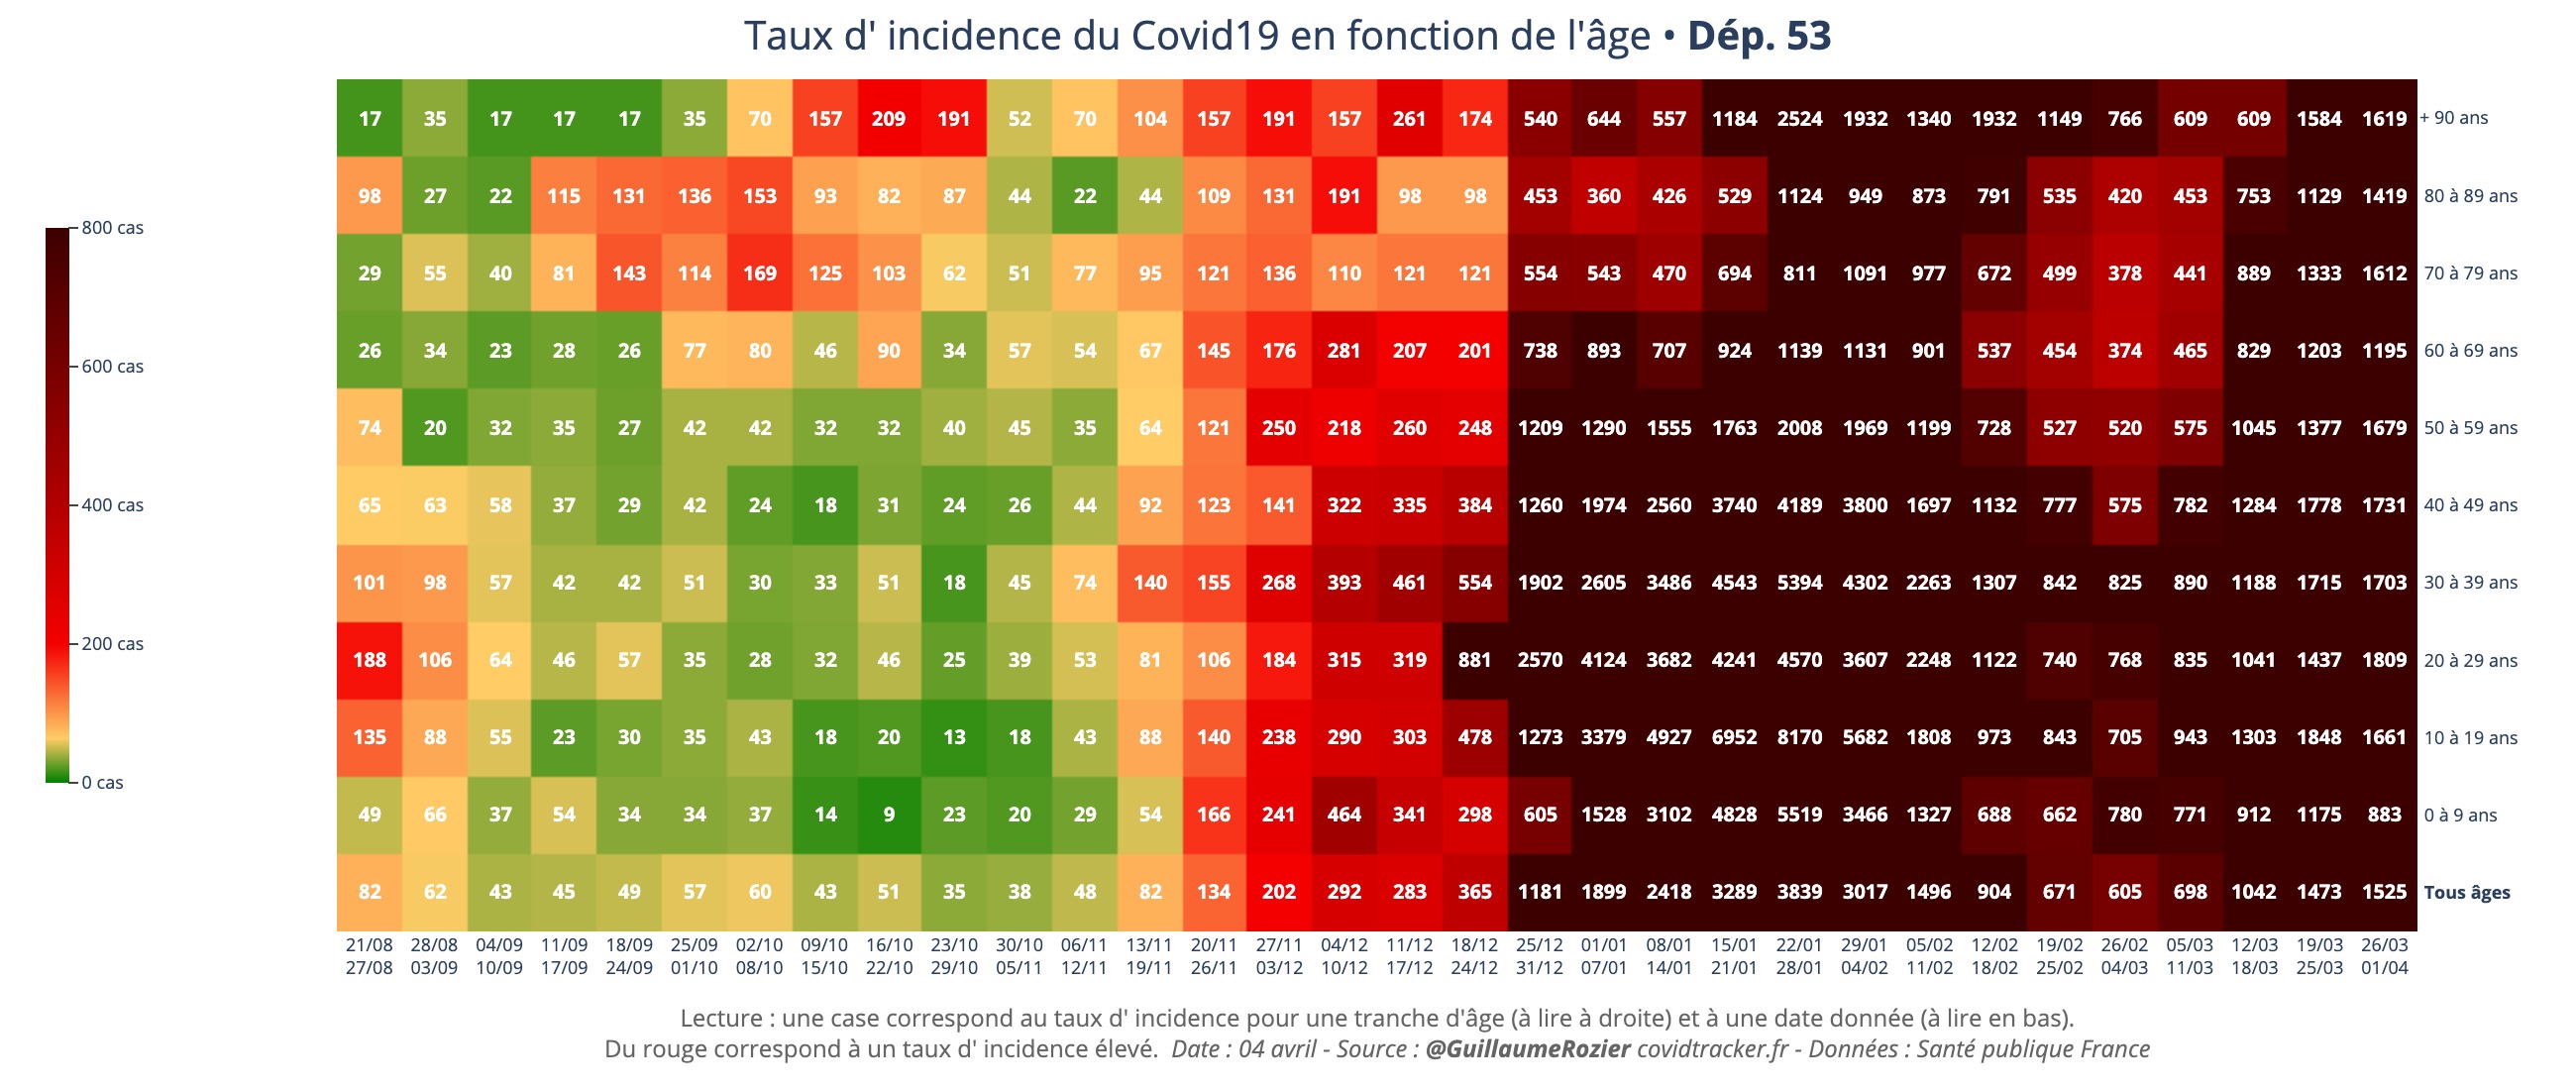 Taux d' incidence du Covid19 en fonction de l'âge • Dép. 53
800 cas
600 cas
400 cas
200 cas
0 cas
17 35 17 17 17 35 70 157 209 191 52 70 104 157 191 157 261 174 540 644 557 1184 2524 1932 1340 1932 1149 766 609 609 1584 1619 + 90 ans
98 27 22 115 131 136 153 93 82 87 44 22 44 109 131 191 98 98 453 360 426 529 1124 949 873 791 535 420 453 753 1129 1419 80 à 89 ans
29 55 40 81 143 114 169 125 103 62 51 77 95 121 136 110 121 121 554 543 470 694 811 1091 977 672 499 378 441 889 1333 1612 70 à 79 ans
26 34 23 28 26 77 80 46 90 34 57 54 67 145 176 281 207 201 738 893 707 924 1139 1131 901 537 454 374 465 829 1203 1195 60 à 69 ans
74 20 32 35 27 42 42 32 32 40 45 35 64 121 250 218 260 248 1209 1290 1555 1763 2008 1969 1199 728 527 520 575 1045 1377 1679 50 à 59 ans
65 63 58 37 29 42 24 18 31 24 26 44 92 123 141 322 335 384 1260 1974 2560 3740 4189 3800 1697 1132 777 575 782 1284 1778 1731 40 à 49 ans
101 98 57 42 42 51 30 33 51 18 45 74 140 155 268 393 461 554 1902 2605 3486 4543 5394 4302 2263 1307 842 825 890 1188 1715 1703 30 à 39 ans
188 106 64 46 57 35 28 32 46 25 39 53 81 106 184 315 319 881 2570 4124 3682 4241 4570 3607 2248 1122 740 768 835 1041 1437 1809 20 à 29 ans
135 88 55 23 30 35 43 18 20 13 18 43 88 140 238 290 303 478 1273 3379 4927 6952 8170 5682 1808 973 843 705 943 1303 1848 1661 10 à 19 ans
49 66 37 54 34 34 37 14 9 23 20 29 54 166 241 464 341 298 605 1528 3102 4828 5519 3466 1327 688 662 780 771 912 1175 883 0 à 9 ans
82 62 43 45 49 57 60 43 51 35 38 48 82 134 202 292 283 365 1181 1899 2418 3289 3839 3017 1496 904 671 605 698 1042 1473 1525 Tous âges
21/08 28/08 04/09 11/09 18/09 25/09 02/10 09/10 16/10 23/10 30/10 06/11 13/11 20/11 27/11 04/12 11/12 18/12 25/12 01/01 08/01 15/01 22/01 29/01 05/02 12/02 19/02 26/02 05/03 12/03 19/03 26/03
27/08 03/09 10/09 17/09 24/09 01/10 08/10 15/10 22/10 29/10 05/11 12/11 19/11 26/11 03/12 10/12 17/12 24/12 31/12 07/01 14/01 21/01 28/01 04/02 11/02 18/02 25/02 04/03 11/03 18/03 25/03 01/04
Lecture : une case correspond au taux d' incidence pour une tranche d'âge (à lire à droite) et à une date donnée (à lire en bas).
Du rouge correspond à un taux d' incidence élevé. Date : 04 avril - Source : @GuillaumeRozier covidtracker.fr - Données : Santé publique France